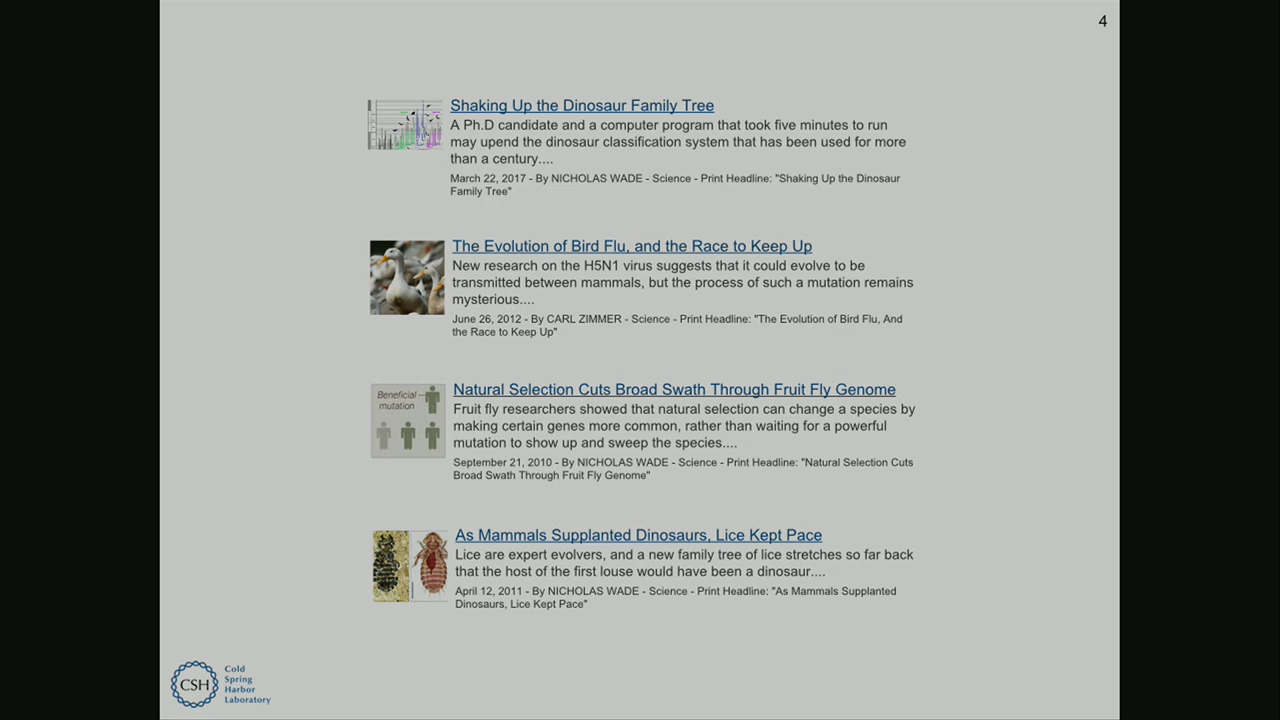 4
Shaking Up the Dinosaur Family Tree
A Ph.D candidate and a computer program that took five minutes to run
may upend the dinosaur classification system that has been used for more
than a century....
March 22, 2017 - By NICHOLAS WADE - Science - Print Headline: "Shaking Up the Dinosaur
Family Tree"
The Evolution of Bird Flu, and the Race to Keep Up
New research on the H5N1 virus suggests that it could evolve to be
transmitted between mammals, but the process of such a mutation remains
mysterious....
June 26, 2012 - By CARL ZIMMER - Science - Print Headline: "The Evolution of Bird Flu, And
the Race to Keep Up"
Beneficial
mutation
Natural Selection Cuts Broad Swath Through Fruit Fly Genome
Fruit fly researchers showed that natural selection can change a species by
making certain genes more common, rather than waiting for a powerful
mutation to show up and sweep the species....
September 21, 2010 - By NICHOLAS WADE - Science - Print Headline: "Natural Selection Cuts
Broad Swath Through Fruit Fly Genome"
As Mammals Supplanted Dinosaurs, Lice Kept Pace
Lice are expert evolvers, and a new family tree of lice stretches so far back
that the host of the first louse would have been a dinosaur....
April 12, 2011 - By NICHOLAS WADE - Science - Print Headline: "As Mammals Supplanted
Dinosaurs, Lice Kept Pace"
CSH
Cold
Spring
Harbor
Laboratory